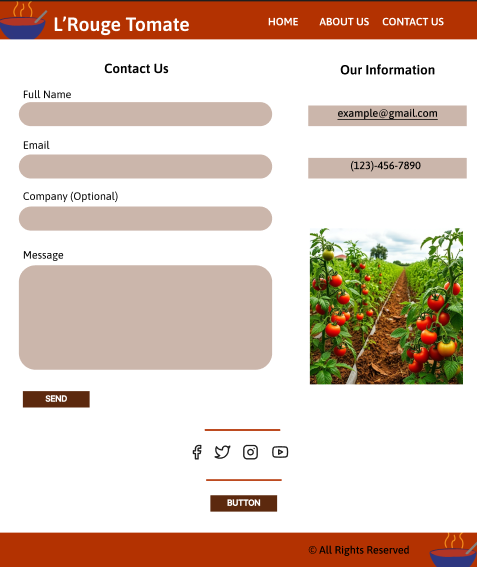 L'Rouge Tomate
HOME
ABOUT US
CONTACT US
Contact Us
Full Name
Email
Company (Optional)
Message
SEND
Our Information
example@gmail.com
(123)-456-7890
BUTTON
© All Rights Reserved